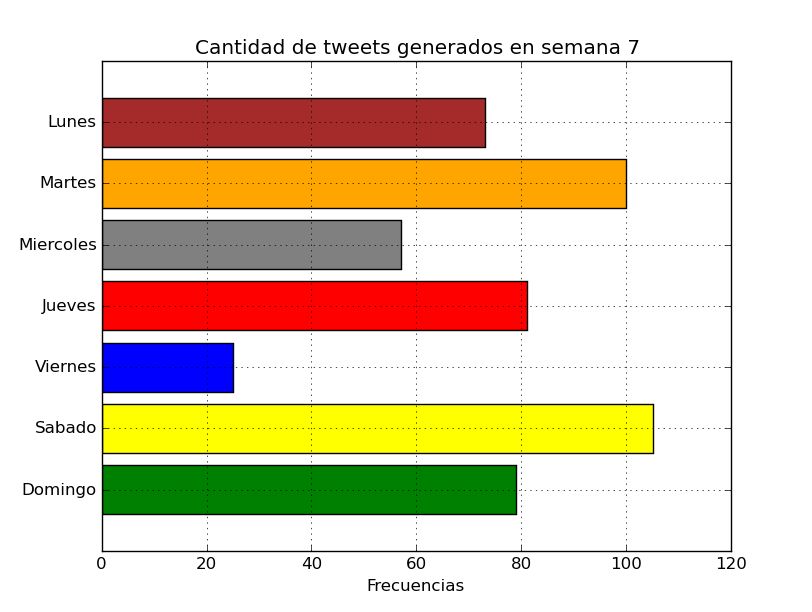 Cantidad de tweets generados en semana 7
Lunes
Martes
Miercoles
Jueves
Viernes
Sabado
Domingo
0 20 40 60 80 100 120
Frecuencias